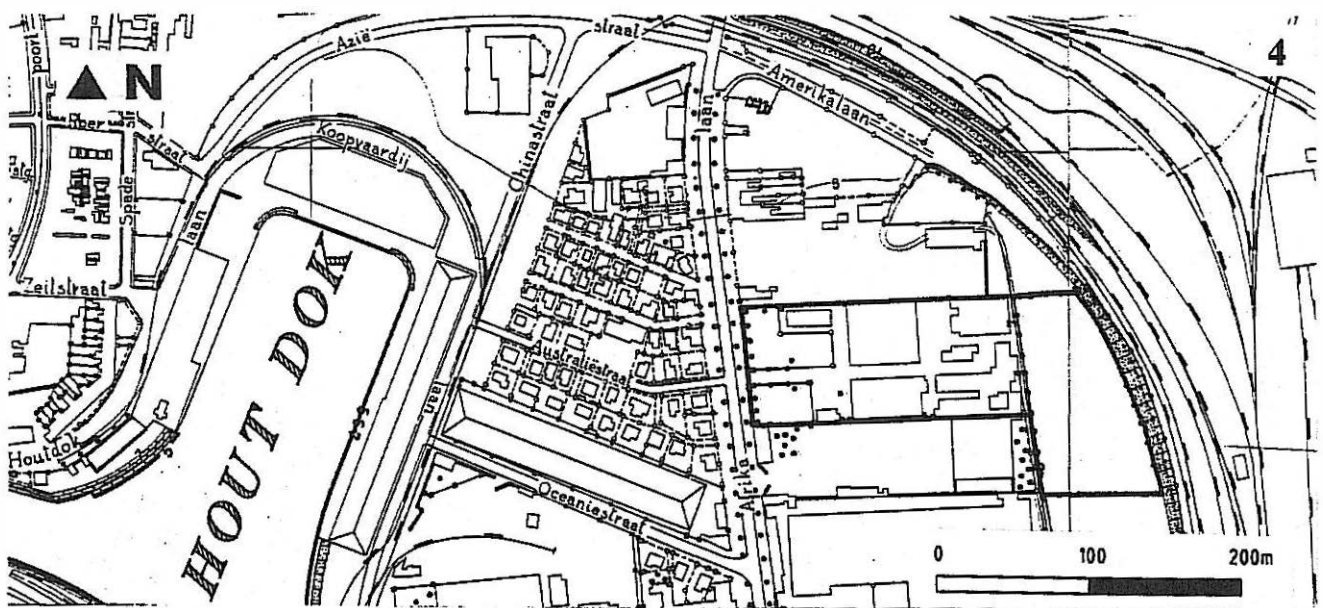 poort
Azië
straat
4
N
Amerikalaan
straat
Koopvaardij
laan
Chinastraat
laan
Spade
Zeilstraat
HOUT DOK
Australiestraat
laan
Houtdok
Oceaniestraat
Afrika
0 100 200m